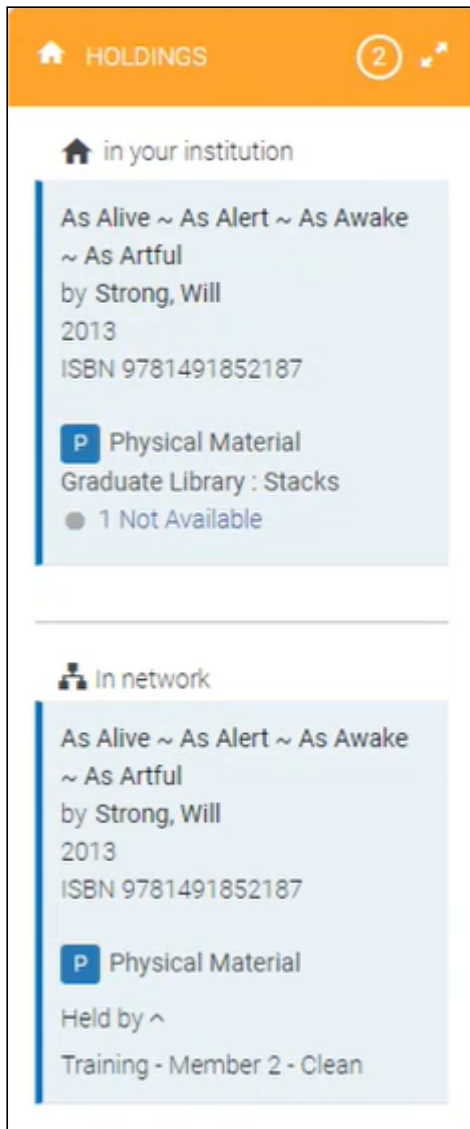 HOLDINGS 2
in your institution
As Alive ~ As Alert ~ As Awake
~ As Artful
by Strong, Will
2013
ISBN 9781491852187
P Physical Material
Graduate Library : Stacks
1 Not Available
In network
As Alive ~ As Alert ~ As Awake
~ As Artful
by Strong, Will
2013
ISBN 9781491852187
P Physical Material
Held by
Training - Member 2 - Clean